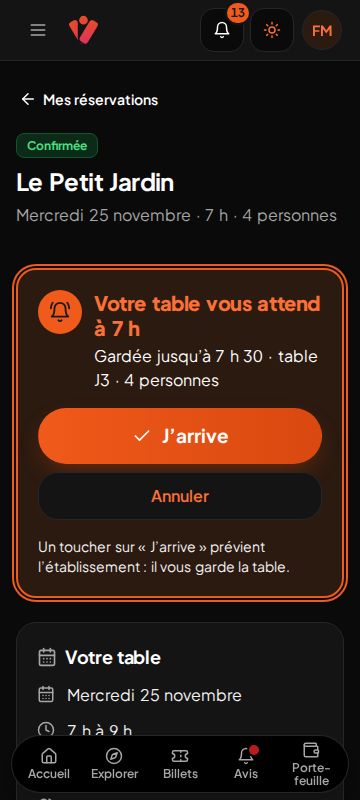 13
FM
Mes réservations
Confirmée
Le Petit Jardin
Mercredi 25 novembre · 7 h · 4 personnes
Votre table vous attend
à 7 h
Gardée jusqu’à 7 h 30 · table
J3 · 4 personnes
J’arrive
Annuler
Un toucher sur « J’arrive » prévient
l’établissement : il vous garde la table.
Votre table
Mercredi 25 novembre
7 h à 9 h
Accueil
Explorer
Billets
Avis
Porte-
feuille